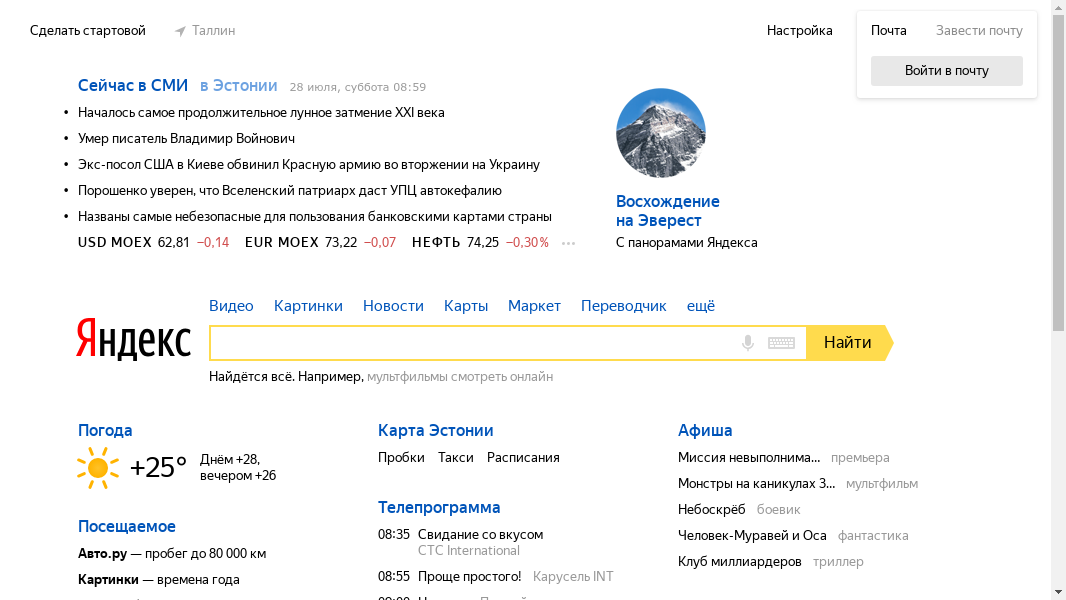 Сделать стартовой Таллин Настройка Почта Завести почту
Войти в почту
Сейчас в СМИ в Эстонии 28 июля, суббота 08:59
Началось самое продолжительное лунное затмение XXI века
Умер писатель Владимир Войнович
Экс-посол США в Киеве обвинил Красную армию во вторжении на Украину
Порошенко уверен, что Вселенский патриарх даст УПЦ автокефалию
Названы самые небезопасные для пользования банковскими картами страны
USD MOEX 62,81 −0,14 EUR MOEX 73,22 −0,07 НЕФТЬ 74,25 −0,30%
Восхождение
на Эверест
С панорамами Яндекса
Видео Картинки Новости Карты Маркет Переводчик ещё
Яндекс
Найти
Найдётся всё. Например, мультфильмы смотреть онлайн
Погода
+25°
Днём +28,
вечером +26
Посещаемое
Авто.ру — пробег до 80 000 км
Картинки — времена года
Карта Эстонии
Пробки Такси Расписания
Телепрограмма
08:35 Свидание со вкусом
СТС International
08:55 Проще простого! Карусель INT
Афиша
Миссия невыполнима... премьера
Монстры на каникулах 3... мультфильм
Небоскрёб боевик
Человек-Муравей и Оса фантастика
Клуб миллиардеров триллер